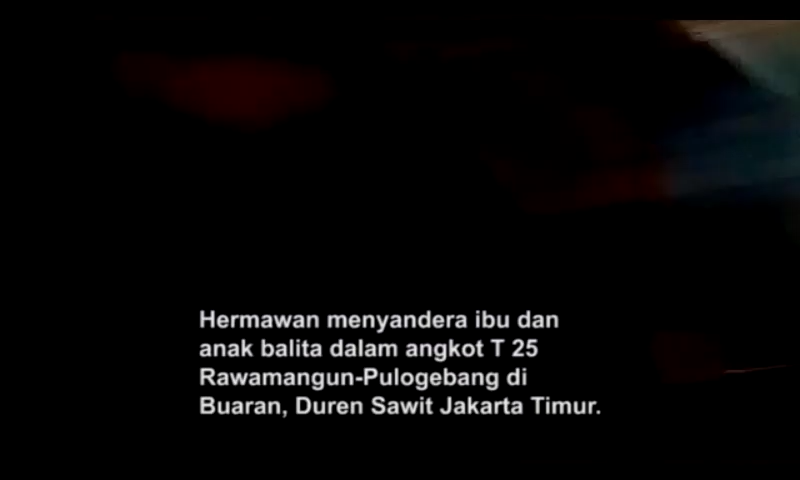 Hermawan menyandera ibu dan
anak balita dalam angkot T 25
Rawamangun-Pulogebang di
Buaran, Duren Sawit Jakarta Timur.